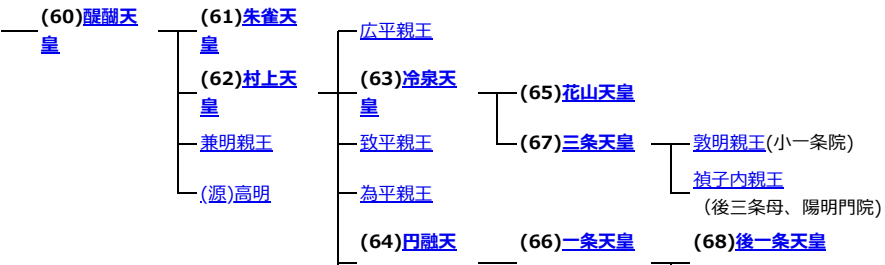 (60)醍醐天
皇
(61)朱雀天
皇
広平親王
(62)村上天
皇
(63)冷泉天
皇
(65)花山天皇
兼明親王
致平親王
(67)三条天皇
敦明親王(小一条院)
(源)高明
為平親王
禎子内親王
(後三条母、陽明門院)
(64)円融天
(66)一条天皇
(68)後一条天皇